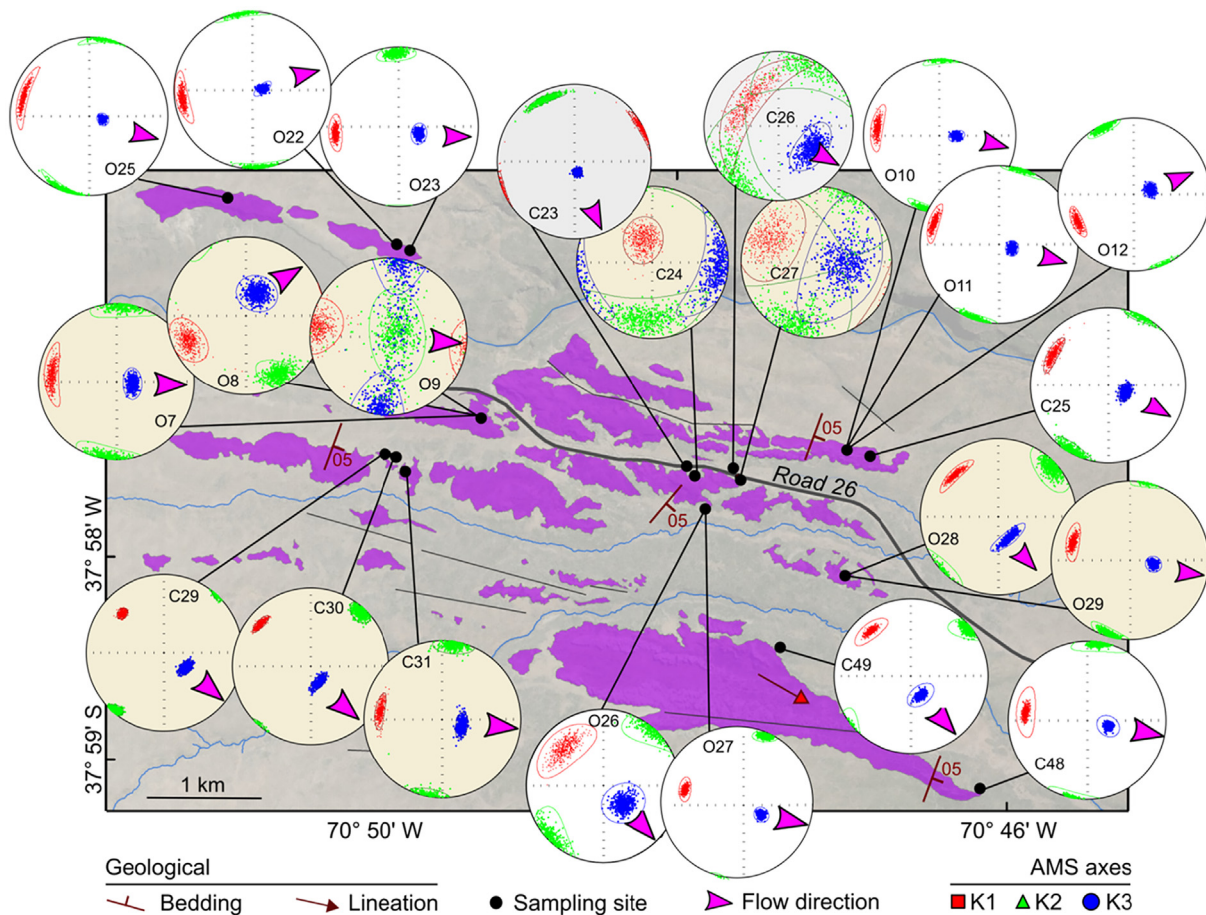 O25
O22
O23
C23
C26
O10
C24
C27
O11
O12
O7
O8
O9
C25
05
05
05
05
Road 26
O28
O29
C29
C30
C31
O26
O27
C49
C48
37° 58' W
37° 59' S
1 km
70° 50' W
70° 46' W
Geological
AMS axes
Bedding
Lineation
Sampling site
Flow direction
K1
K2
K3